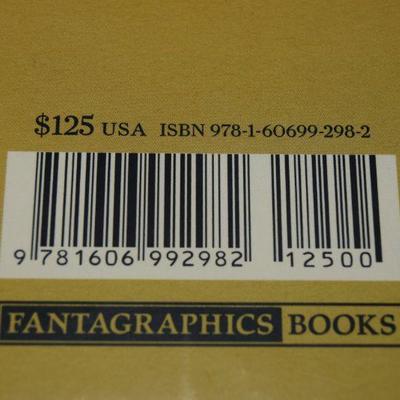 $125 USA ISBN 978-1-60699-298-2
9 781606 992982 12500
FANTAGRAPHICS BOOKS